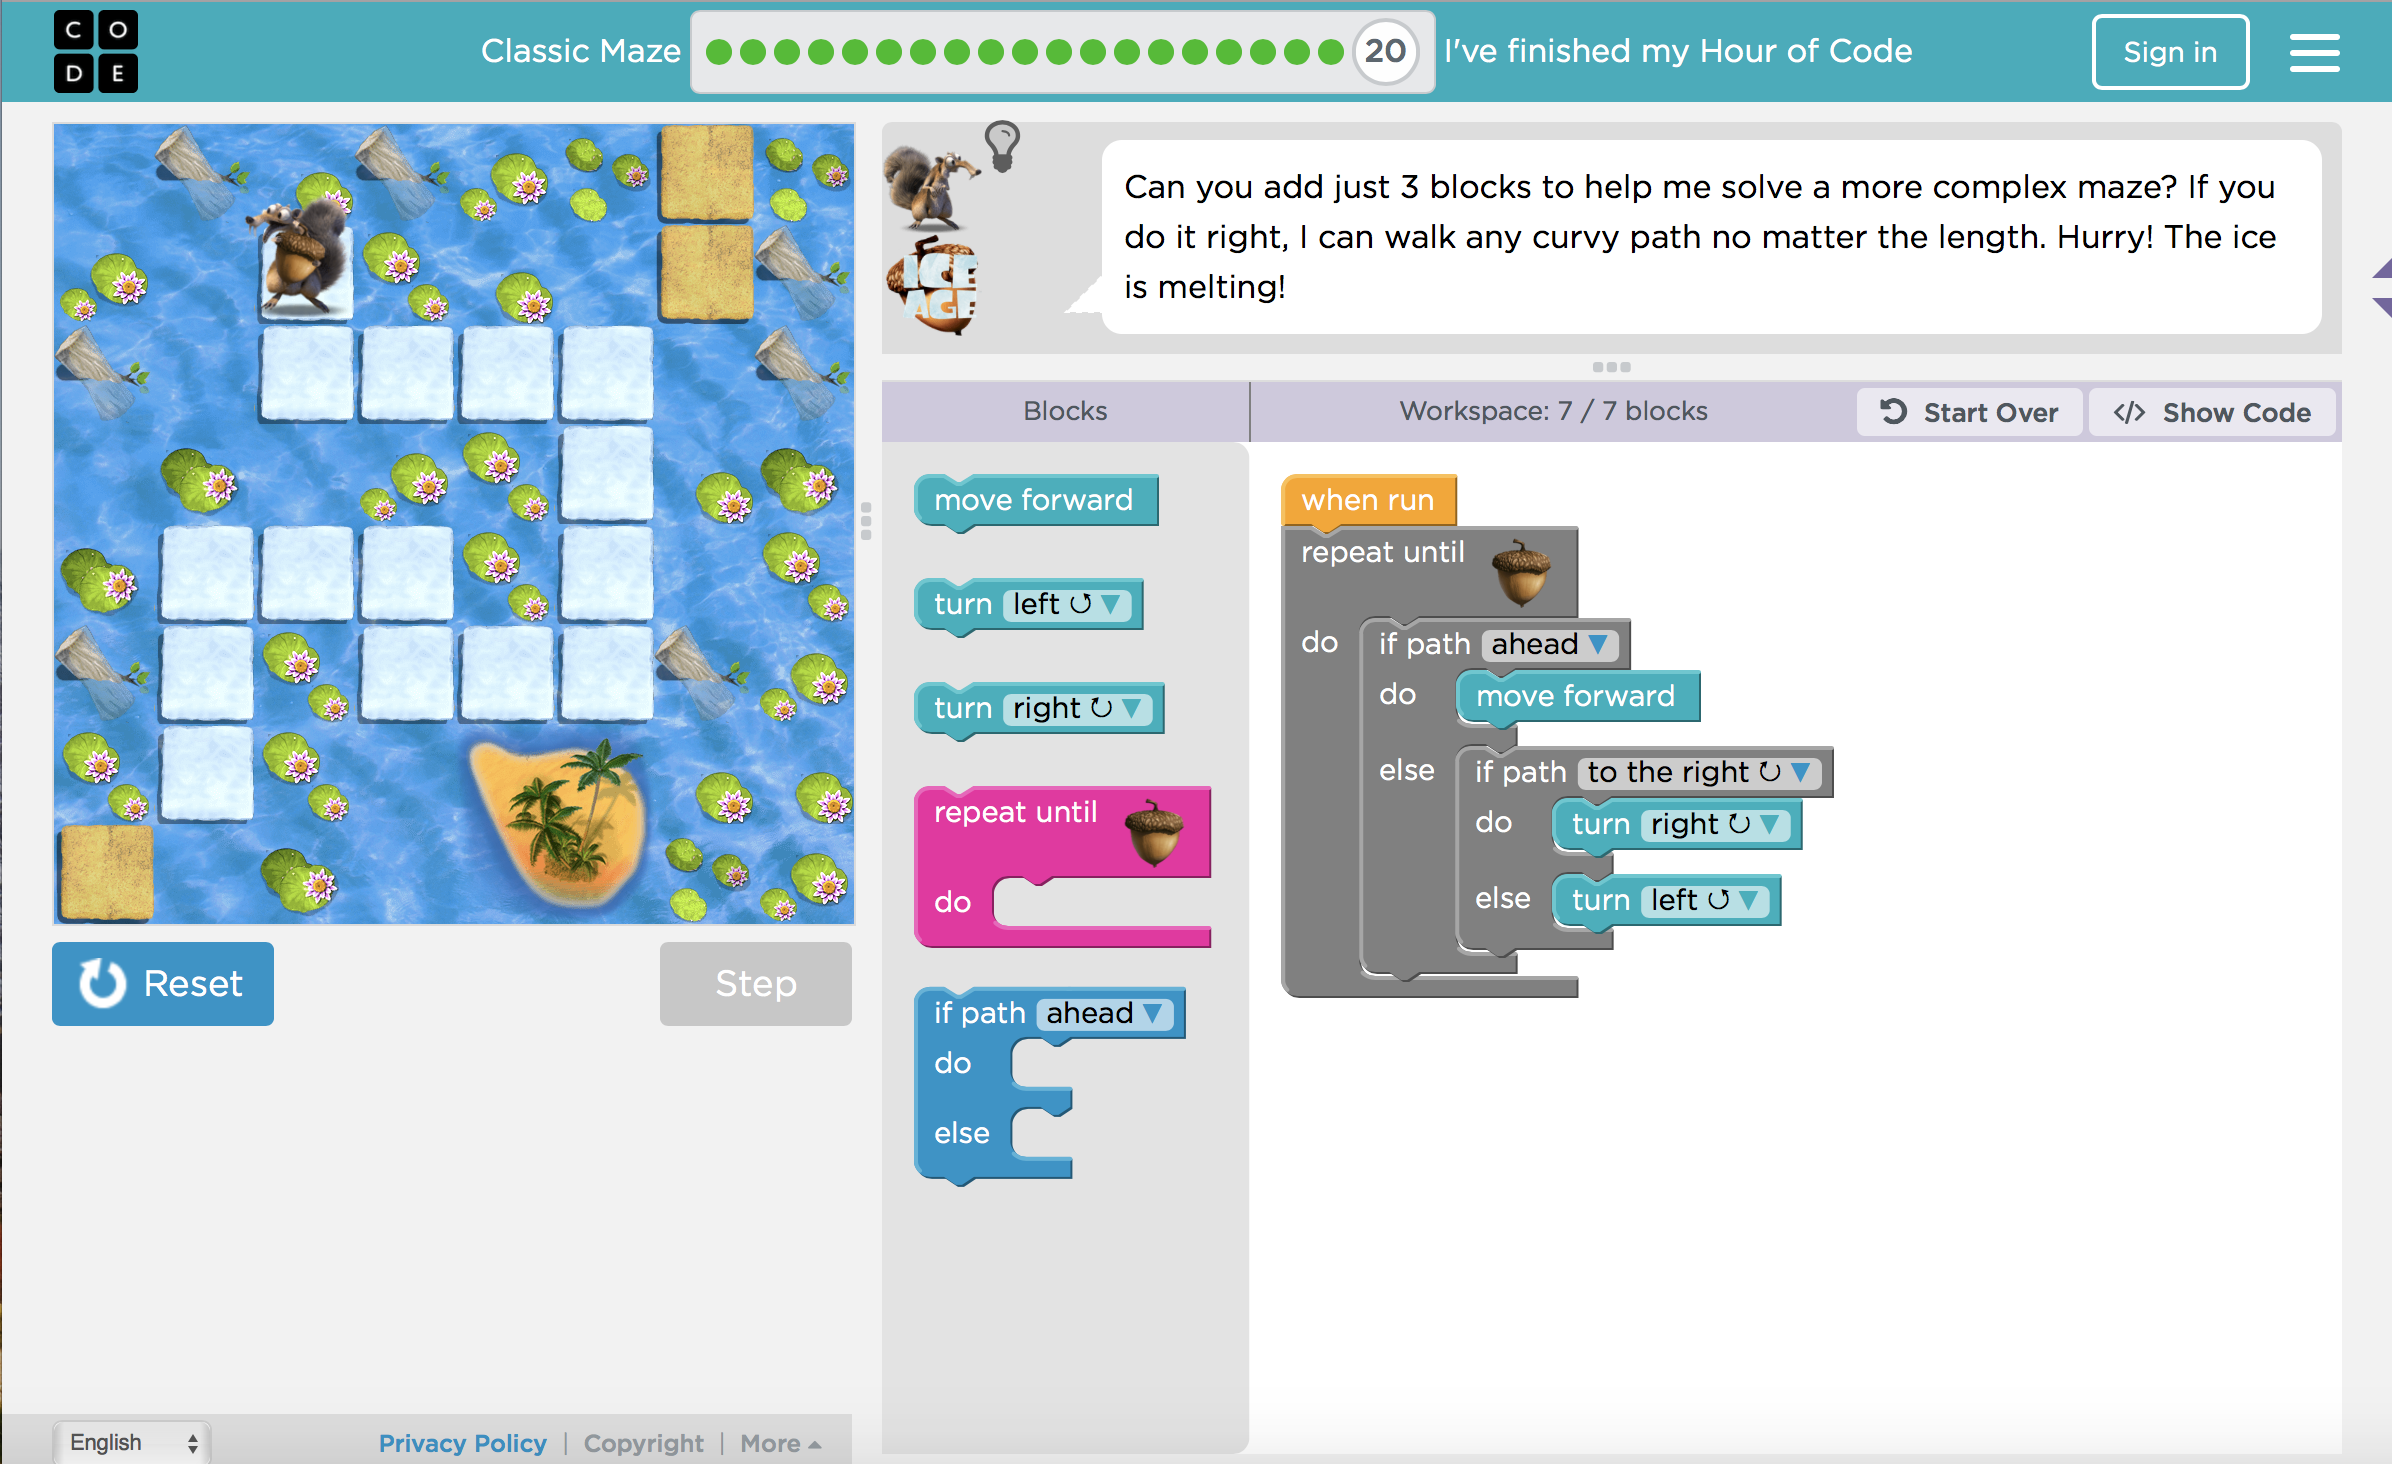 C O
D E
Classic Maze
20
I've finished my Hour of Code
Sign in
Can you add just 3 blocks to help me solve a more complex maze? If you
do it right, I can walk any curvy path no matter the length. Hurry! The ice
is melting!
ICE
AGE
Blocks
Workspace: 7 / 7 blocks
Start Over
</> Show Code
move forward
turn left
turn right
repeat until
do
if path ahead
do
else
when run
repeat until
do
if path ahead
do
move forward
else
if path to the right
do
turn right
else
turn left
Reset
Step
English
Privacy Policy | Copyright | More